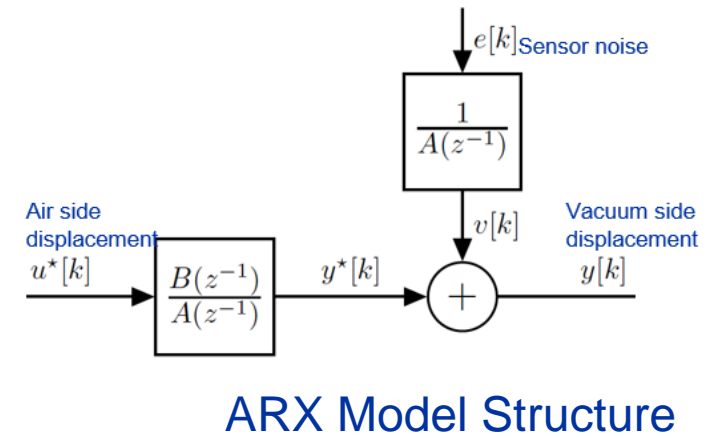 e[k] Sensor noise
1
A(z⁻¹)
Air side
displacement
u⋆[k]
B(z⁻¹)
A(z⁻¹)
y⋆[k]
v[k]
+
Vacuum side
displacement
y[k]
ARX Model Structure